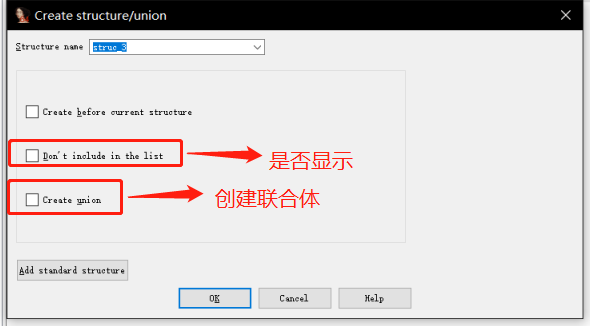 Create structure/union
Structure name struc_3
Create before current structure
Don't include in the list
是否显示
Create union
创建联合体
Add standard structure
OK Cancel Help